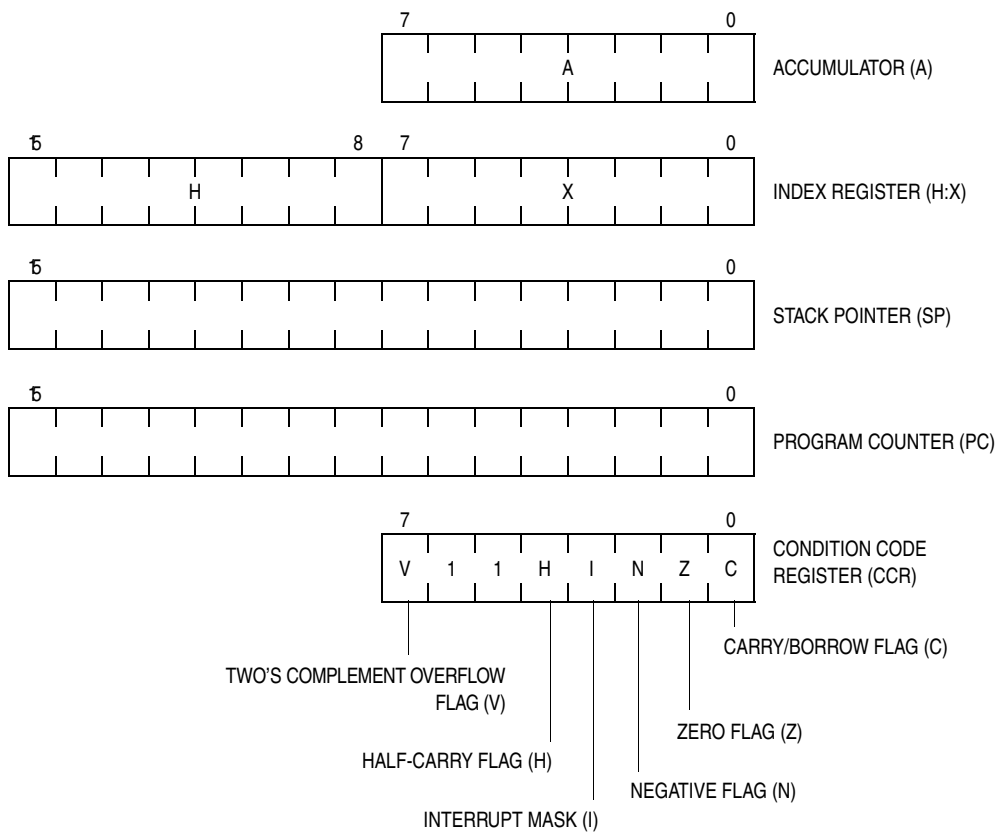 7 0
A
ACCUMULATOR (A)
15 8 7 0
H X
INDEX REGISTER (H:X)
15 0
STACK POINTER (SP)
15 0
PROGRAM COUNTER (PC)
7 0
V 1 1 H I N Z C
CONDITION CODE
REGISTER (CCR)
CARRY/BORROW FLAG (C)
TWO'S COMPLEMENT OVERFLOW
FLAG (V)
ZERO FLAG (Z)
HALF-CARRY FLAG (H)
NEGATIVE FLAG (N)
INTERRUPT MASK (I)